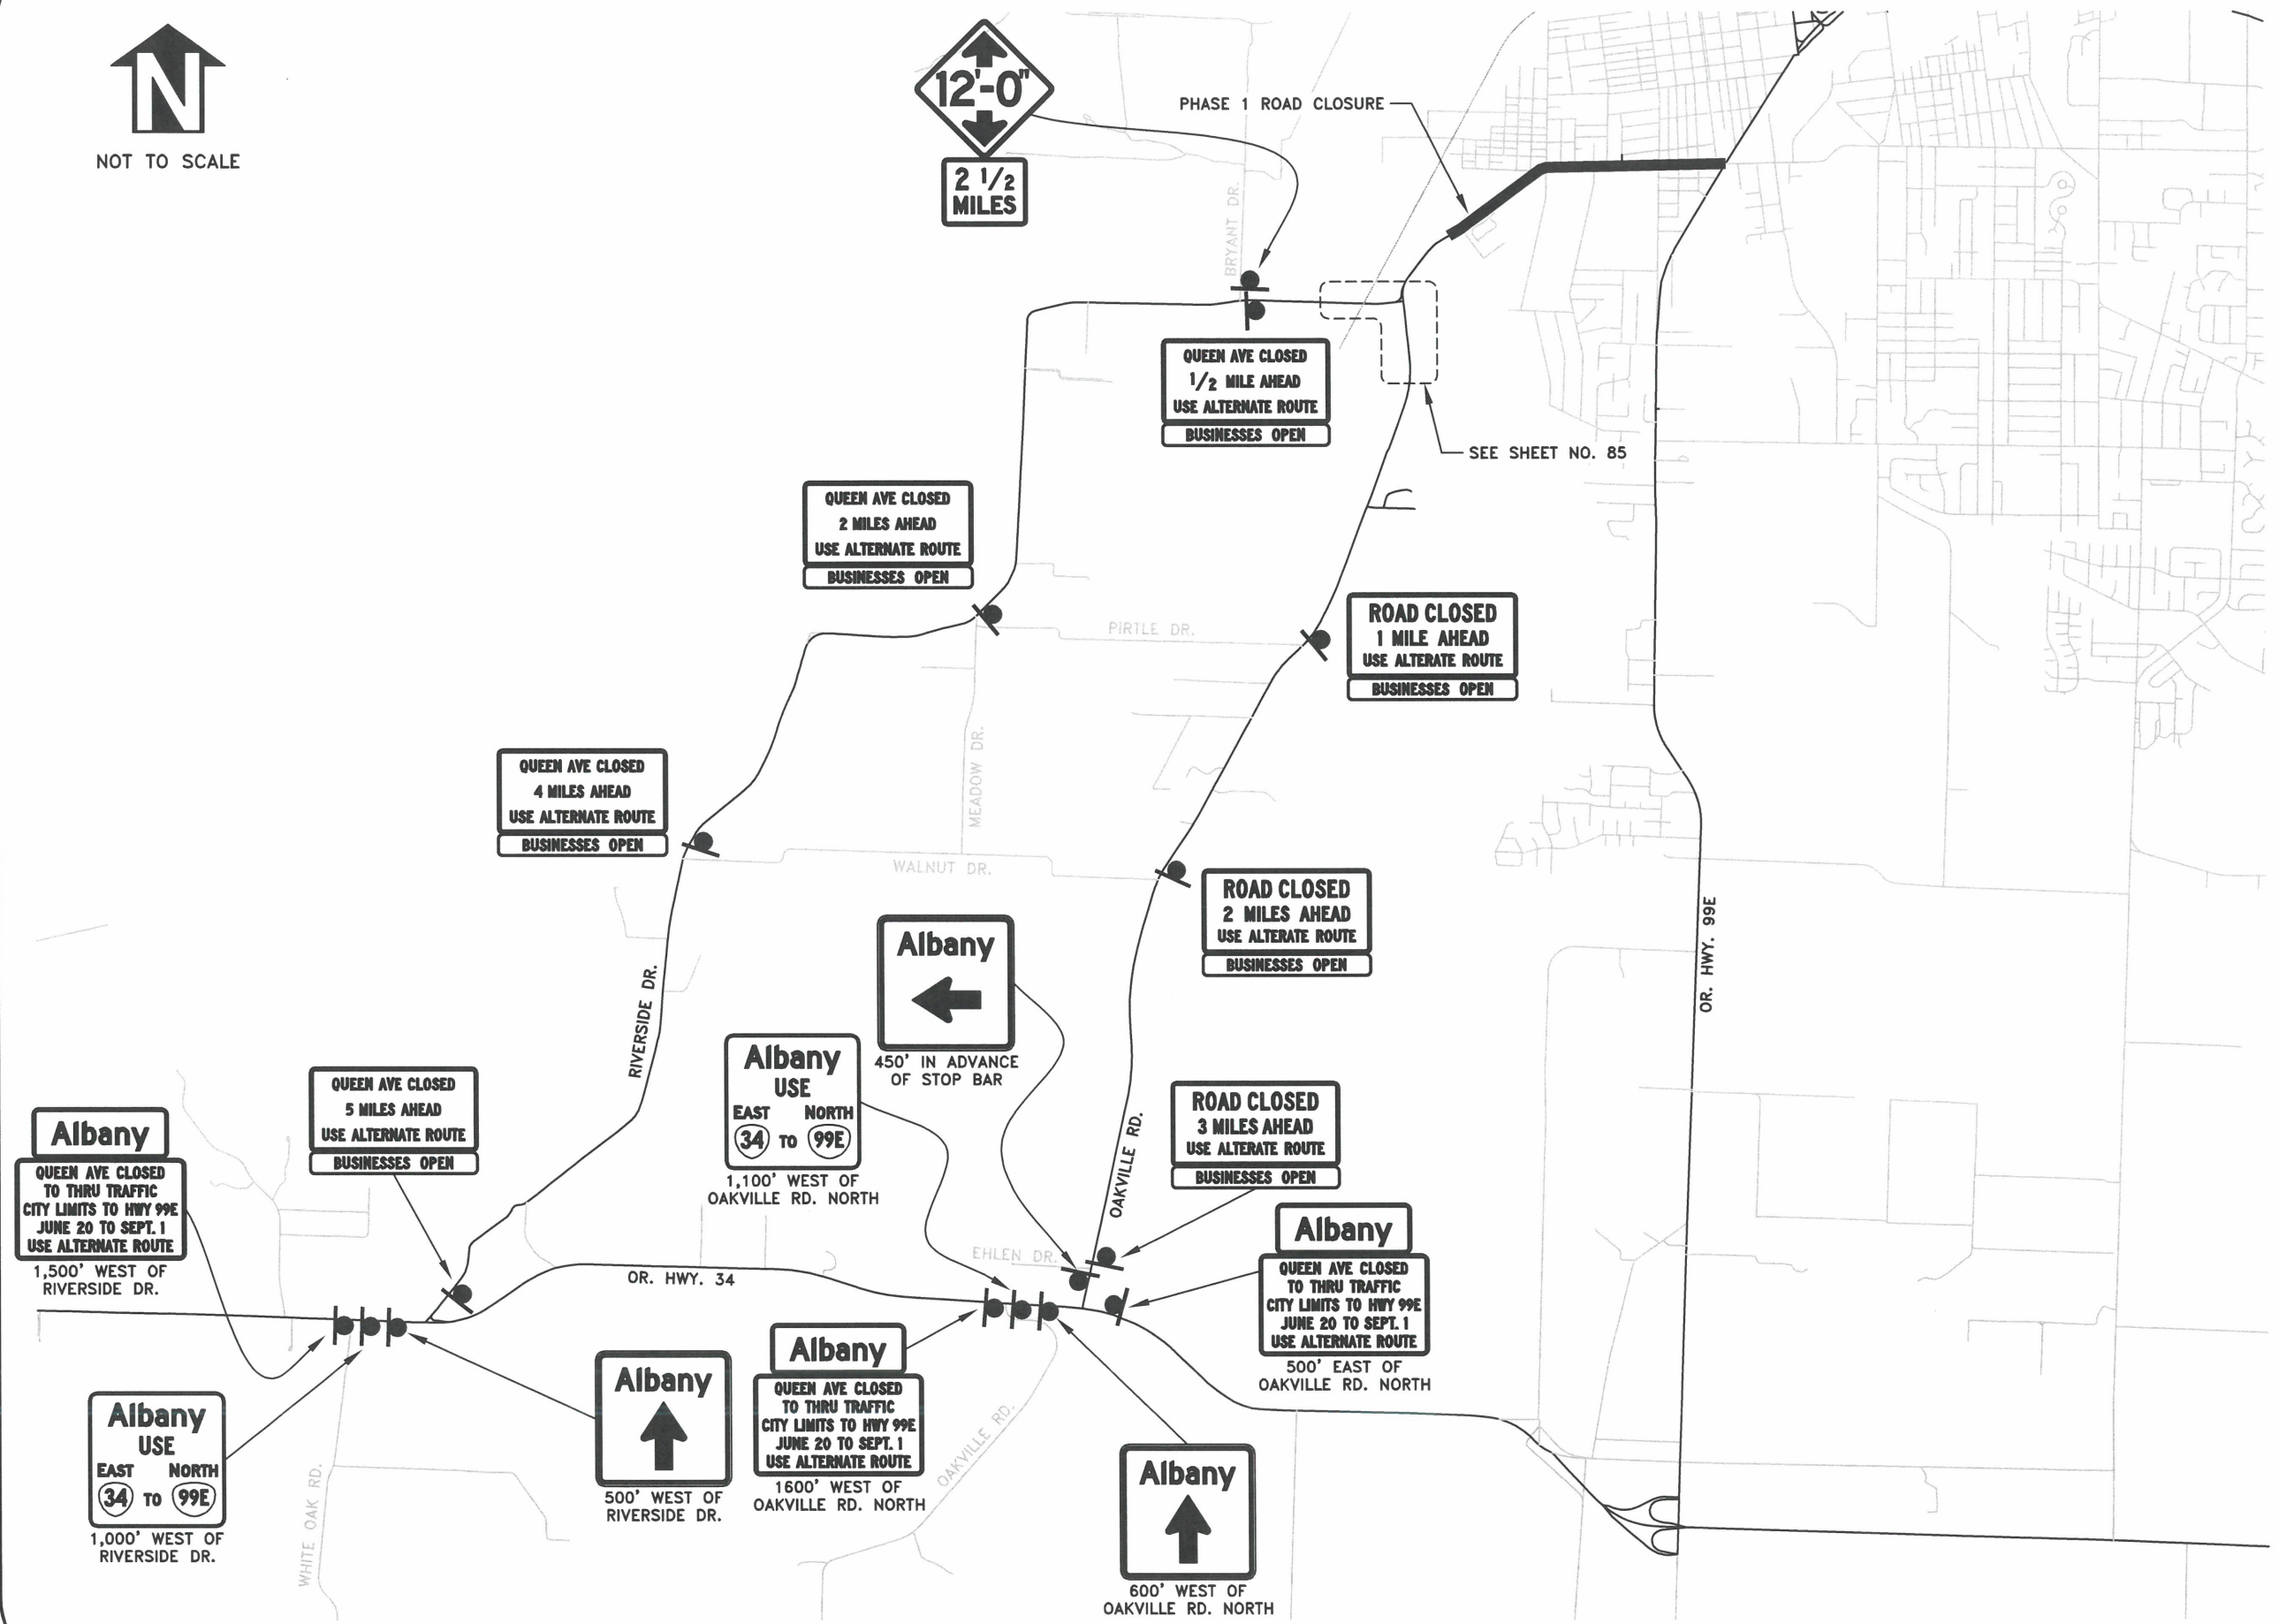 N
NOT TO SCALE
12'-0"
2 1/2
MILES
PHASE 1 ROAD CLOSURE
BRYANT DR.
QUEEN AVE CLOSED
1/2 MILE AHEAD
USE ALTERNATE ROUTE
BUSINESSES OPEN
SEE SHEET NO. 85
QUEEN AVE CLOSED
2 MILES AHEAD
USE ALTERNATE ROUTE
BUSINESSES OPEN
PIRTLE DR.
ROAD CLOSED
1 MILE AHEAD
USE ALTERATE ROUTE
BUSINESSES OPEN
MEADOW DR.
QUEEN AVE CLOSED
4 MILES AHEAD
USE ALTERNATE ROUTE
BUSINESSES OPEN
WALNUT DR.
ROAD CLOSED
2 MILES AHEAD
USE ALTERATE ROUTE
BUSINESSES OPEN
OR. HWY. 99E
RIVERSIDE DR.
Albany
450' IN ADVANCE
OF STOP BAR
Albany
USE
EAST NORTH
34 TO 99E
1,100' WEST OF
OAKVILLE RD. NORTH
OAKVILLE RD.
ROAD CLOSED
3 MILES AHEAD
USE ALTERATE ROUTE
BUSINESSES OPEN
QUEEN AVE CLOSED
5 MILES AHEAD
USE ALTERNATE ROUTE
BUSINESSES OPEN
Albany
QUEEN AVE CLOSED
TO THRU TRAFFIC
CITY LIMITS TO HWY 99E
JUNE 20 TO SEPT. 1
USE ALTERNATE ROUTE
1,500' WEST OF
RIVERSIDE DR.
EHLEN DR.
OR. HWY. 34
Albany
QUEEN AVE CLOSED
TO THRU TRAFFIC
CITY LIMITS TO HWY 99E
JUNE 20 TO SEPT. 1
USE ALTERNATE ROUTE
500' EAST OF
OAKVILLE RD. NORTH
Albany
USE
EAST NORTH
34 TO 99E
1,000' WEST OF
RIVERSIDE DR.
WHITE OAK RD.
Albany
500' WEST OF
RIVERSIDE DR.
Albany
QUEEN AVE CLOSED
TO THRU TRAFFIC
CITY LIMITS TO HWY 99E
JUNE 20 TO SEPT. 1
USE ALTERNATE ROUTE
1600' WEST OF
OAKVILLE RD. NORTH
OAKVILLE RD.
Albany
600' WEST OF
OAKVILLE RD. NORTH